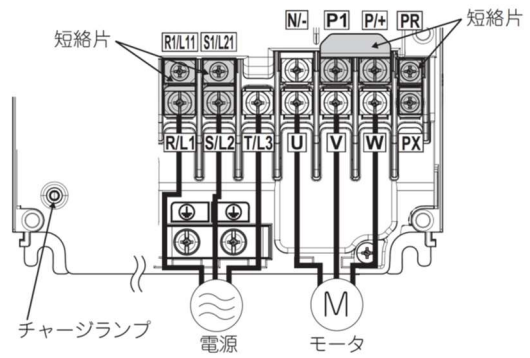 短絡片
R1/L11 S1/L21
N/- P1 P/+ PR
短絡片
R/L1 S/L2 T/L3 U V W PX
チャージランプ
電源
M
モータ